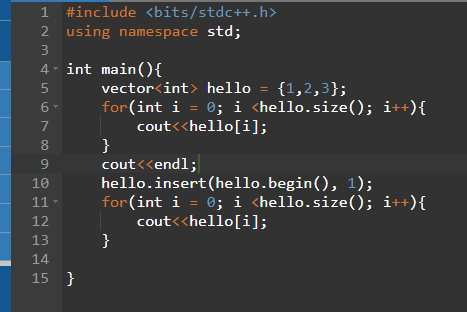 1 #include <bits/stdc++.h>
2 using namespace std;
3
4 int main(){
5     vector<int> hello = {1,2,3};
6     for(int i = 0; i <hello.size(); i++){
7         cout<<hello[i];
8     }
9     cout<<endl;
10     hello.insert(hello.begin(), 1);
11     for(int i = 0; i <hello.size(); i++){
12         cout<<hello[i];
13     }
14
15 }